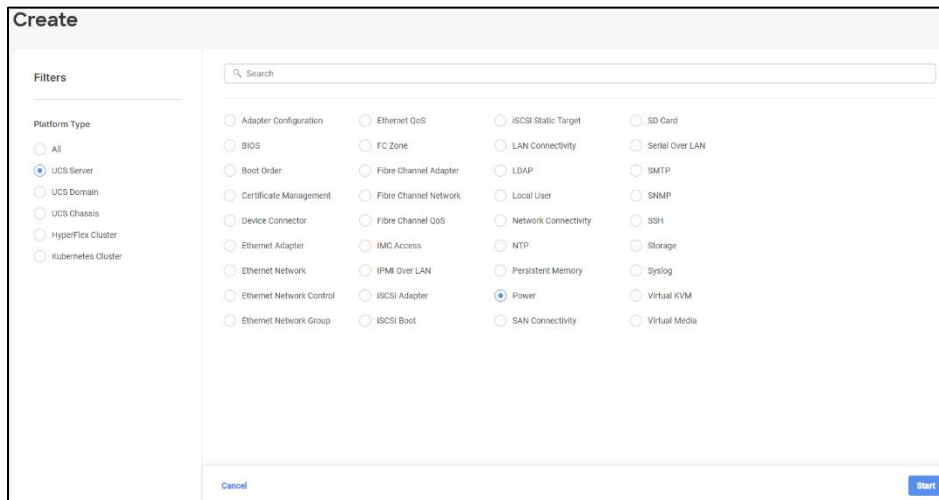 Create
Filters
Platform Type
All
UCS Server
UCS Domain
UCS Chassis
HyperFlex Cluster
Kubernetes Cluster
Search
Adapter Configuration
BIOS
Boot Order
Certificate Management
Device Connector
Ethernet Adapter
Ethernet Network
Ethernet Network Control
Ethernet Network Group
Ethernet QoS
FC Zone
Fibre Channel Adapter
Fibre Channel Network
Fibre Channel QoS
IMC Access
IPMI Over LAN
iSCSI Adapter
iSCSI Boot
iSCSI Static Target
LAN Connectivity
LDAP
Local User
Network Connectivity
NTP
Persistent Memory
Power
SAN Connectivity
SD Card
Serial Over LAN
SMTP
SNMP
SSH
Storage
Syslog
Virtual KVM
Virtual Media
Cancel
Start